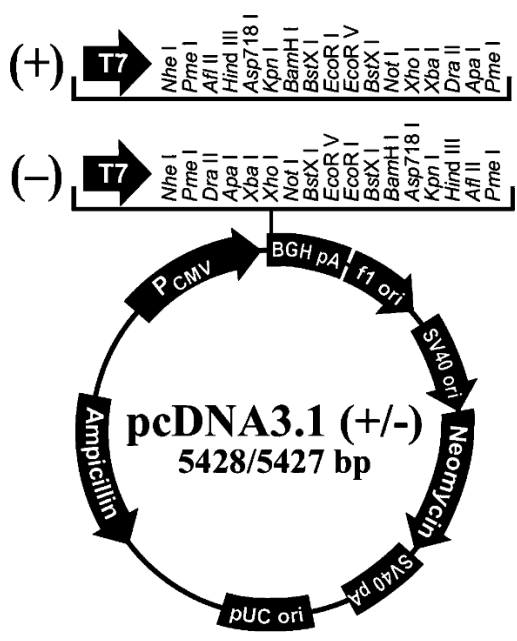 (+) T7 Nhe I Pme I Afl II Hind III Asp718 I Kpn I BamH I BstX I EcoR I EcoR V BstX I Not I Xho I Xba I Dra II Apa I Pme I
(–) T7 Nhe I Pme I Dra II Apa I Xba I Xho I Not I BstX I EcoR V EcoR I BstX I BamH I Asp718 I Kpn I Hind III Afl II Pme I
P CMV
BGH pA
f1 ori
SV40 ori
Neomycin
SV40 pA
pUC ori
Ampicillin
pcDNA3.1 (+/-)
5428/5427 bp